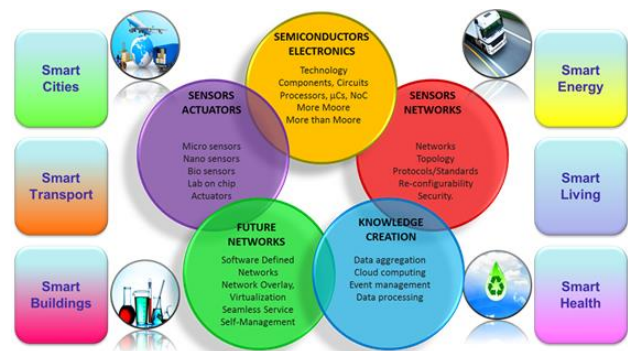 Smart
Cities
Smart
Transport
Smart
Buildings
SEMICONDUCTORS
ELECTRONICS
Technology
Components, Circuits
Processors, µCs, NoC
More Moore
More than Moore
SENSORS
ACTUATORS
Micro sensors
Nano sensors
Bio sensors
Lab on chip
Actuators
SENSORS
NETWORKS
Networks
Topology
Protocols/Standards
Re-configurability
Security.
FUTURE
NETWORKS
Software Defined
Networks
Network Overlay,
Virtualization
Seamless Service
Self-Management
KNOWLEDGE
CREATION
Data aggregation
Cloud computing
Event management
Data processing
Smart
Energy
Smart
Living
Smart
Health